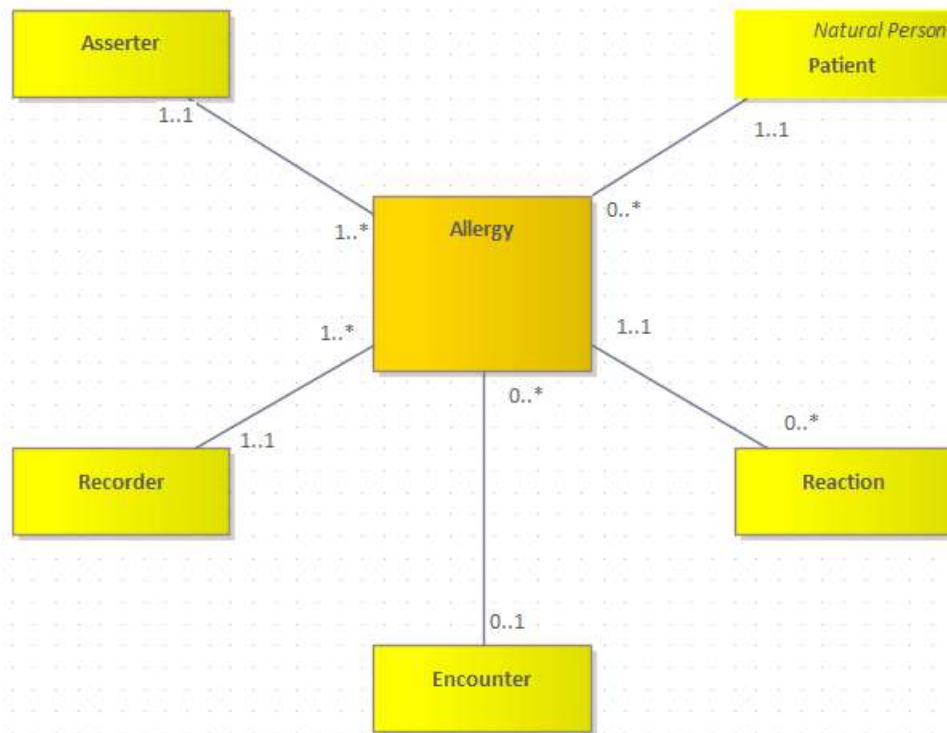 Asserter
Natural Person
Patient
1..1
1..1
1..*
0..*
Allergy
1..*
1..1
0..*
1..1
0..*
Recorder
Reaction
0..1
Encounter